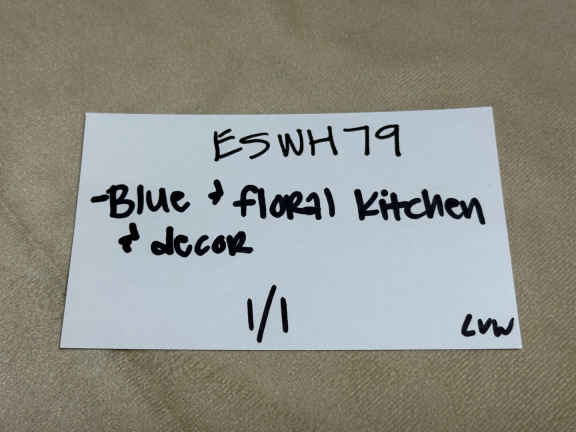 ESWH79
-Blue & floral kitchen
& decor
1/1
LVW